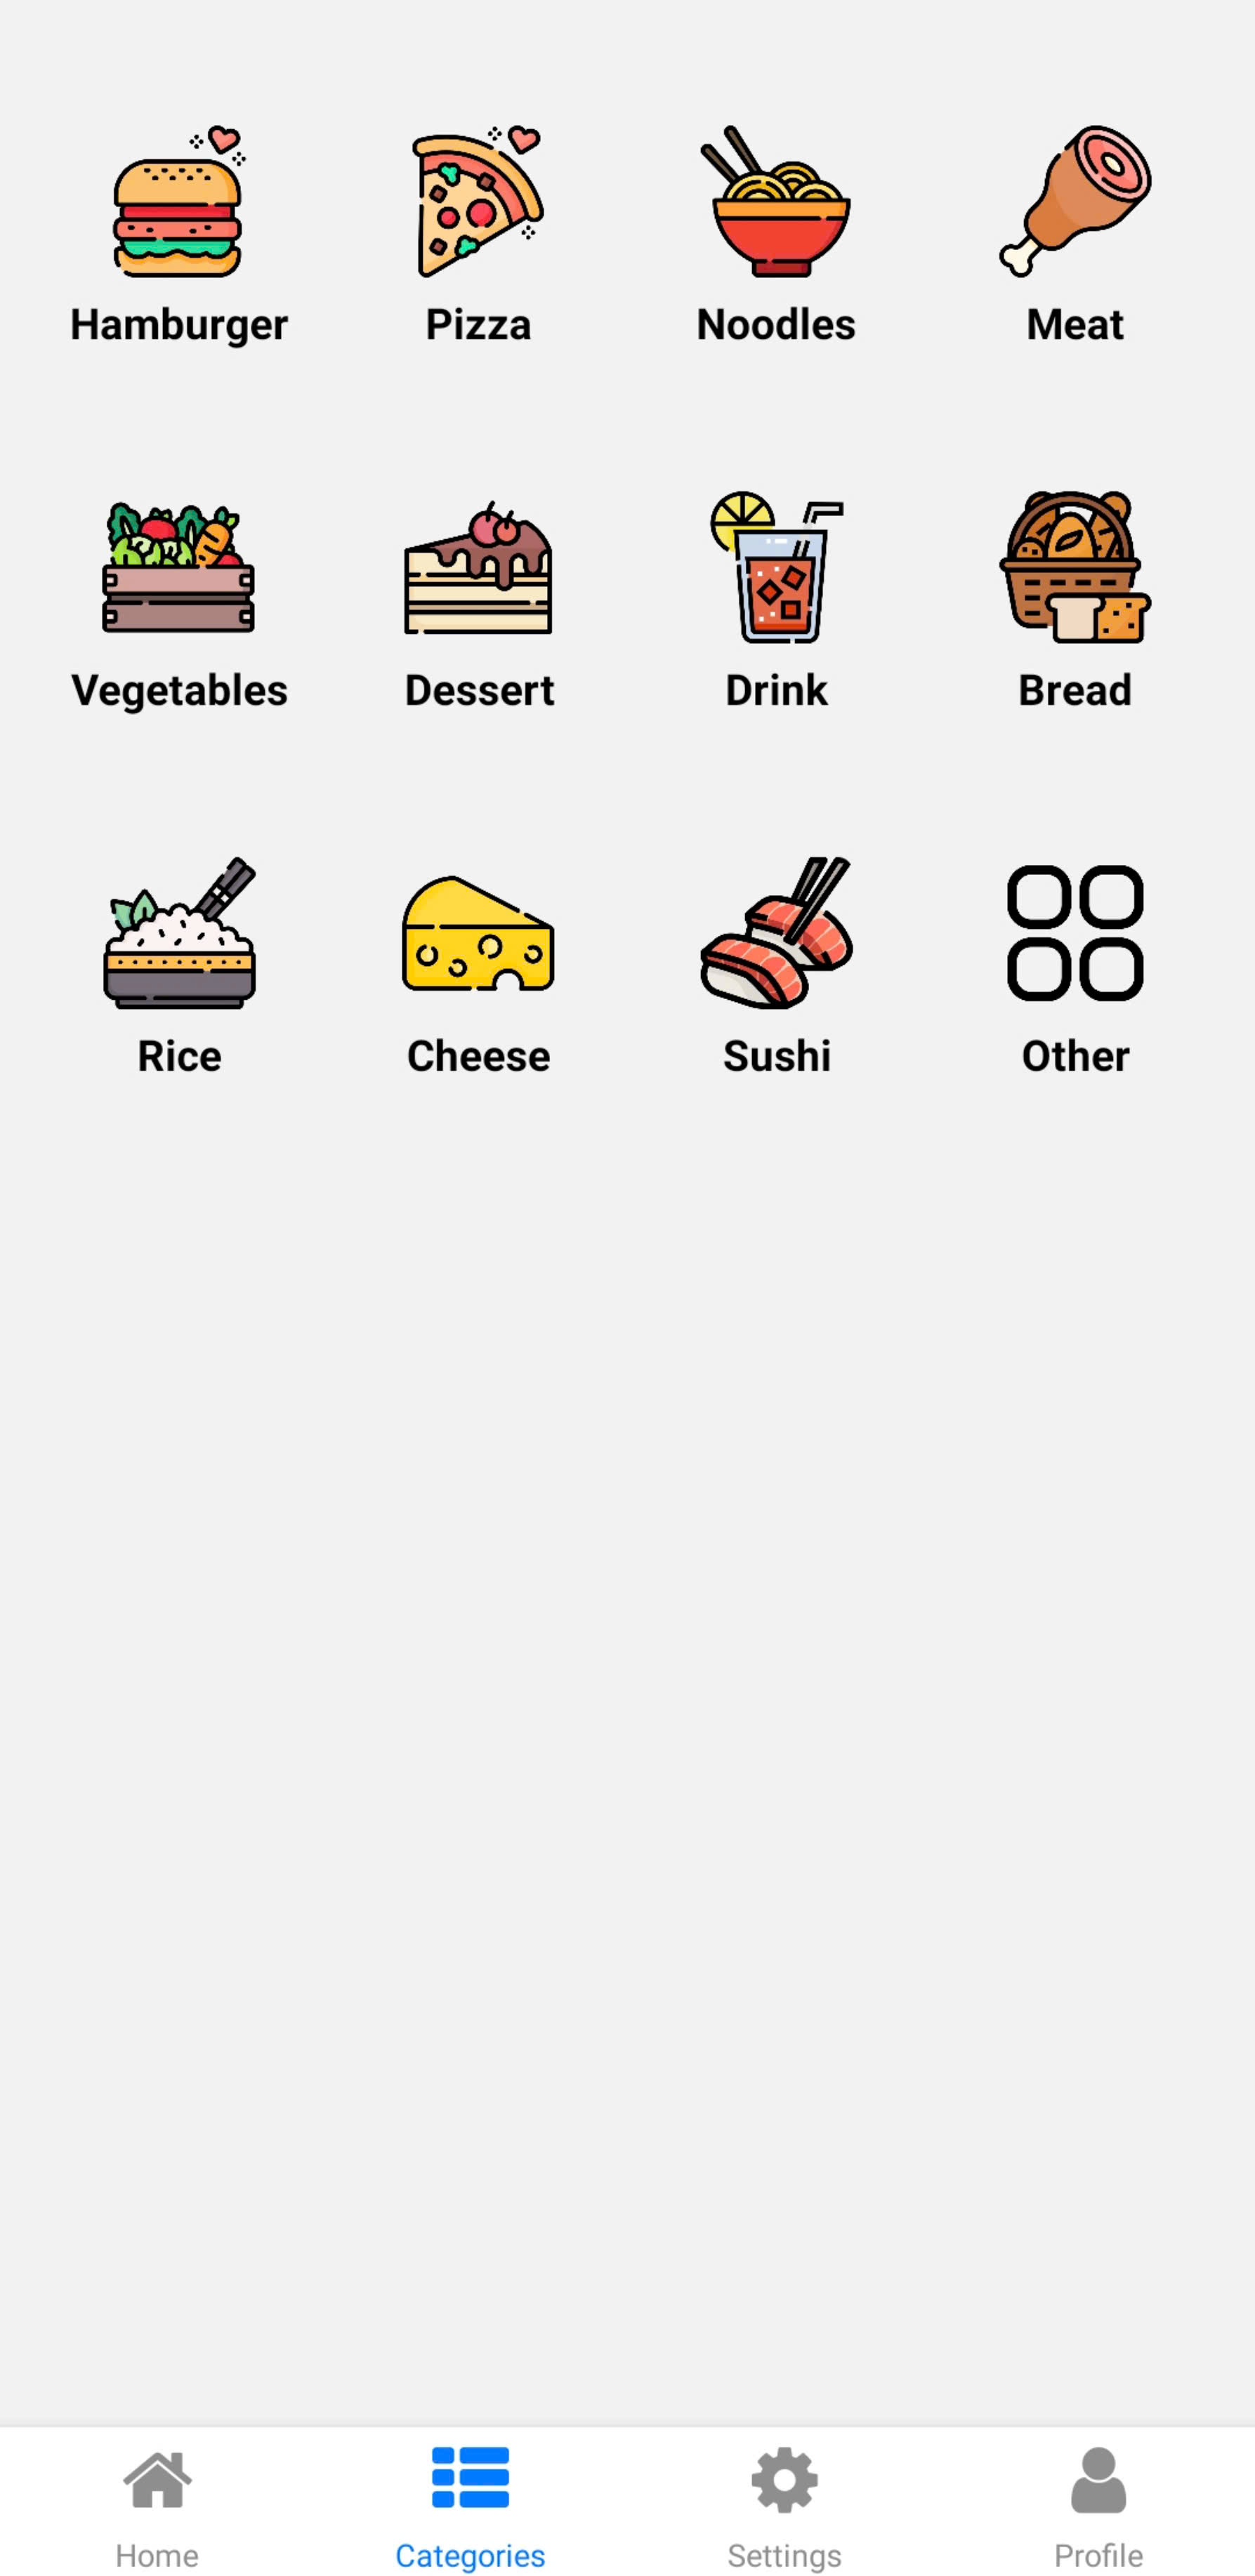 Hamburger Pizza Noodles Meat
Vegetables Dessert Drink Bread
Rice Cheese Sushi Other
Home Categories Settings Profile